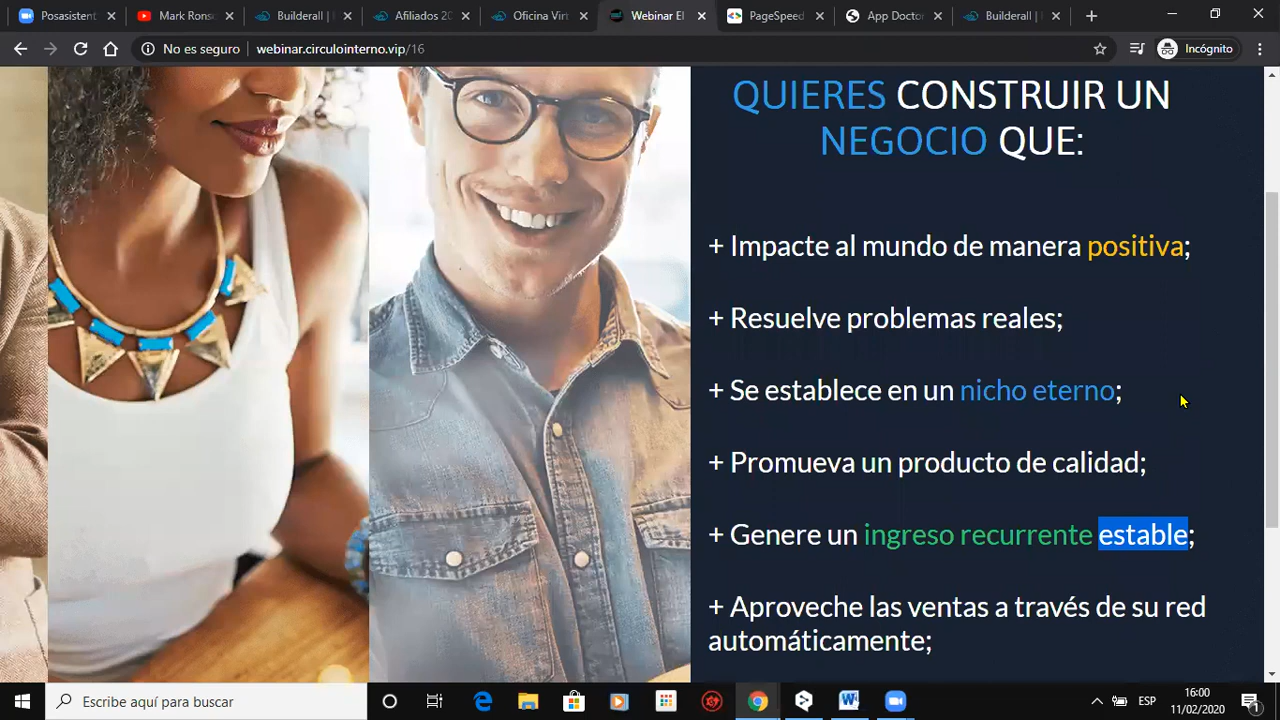 Posasistent
Mark Rons
Builderall |
Afiliados 20
Oficina Virt
Webinar El
PageSpeed
App Doctor
Builderall |
No es seguro
webinar.circulointerno.vip/16
Incógnito
QUIERES CONSTRUIR UN
NEGOCIO QUE:
+ Impacte al mundo de manera positiva;
+ Resuelve problemas reales;
+ Se establece en un nicho eterno;
+ Promueva un producto de calidad;
+ Genere un ingreso recurrente estable;
+ Aproveche las ventas a través de su red
automáticamente;
Escribe aquí para buscar
ESP
16:00
11/02/2020